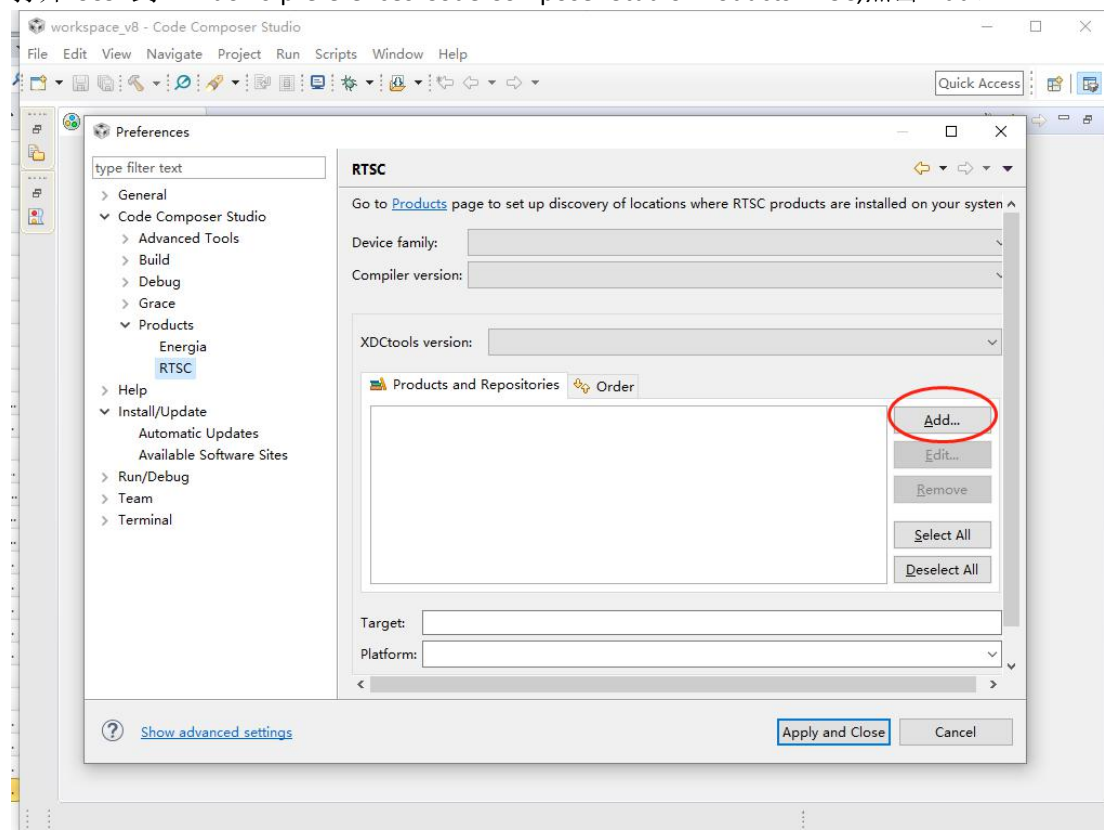 workspace_v8 - Code Composer Studio
File Edit View Navigate Project Run Scripts Window Help
Quick Access
Preferences
type filter text
RTSC
General
Go to Products page to set up discovery of locations where RTSC products are installed on your system
Code Composer Studio
Advanced Tools
Device family:
Build
Compiler version:
Debug
Grace
Products
Energia
XDCtools version:
RTSC
Products and Repositories Order
Help
Install/Update
Add...
Automatic Updates
Available Software Sites
Edit...
Run/Debug
Remove
Team
Terminal
Select All
Deselect All
Target:
Platform:
Show advanced settings
Apply and Close Cancel